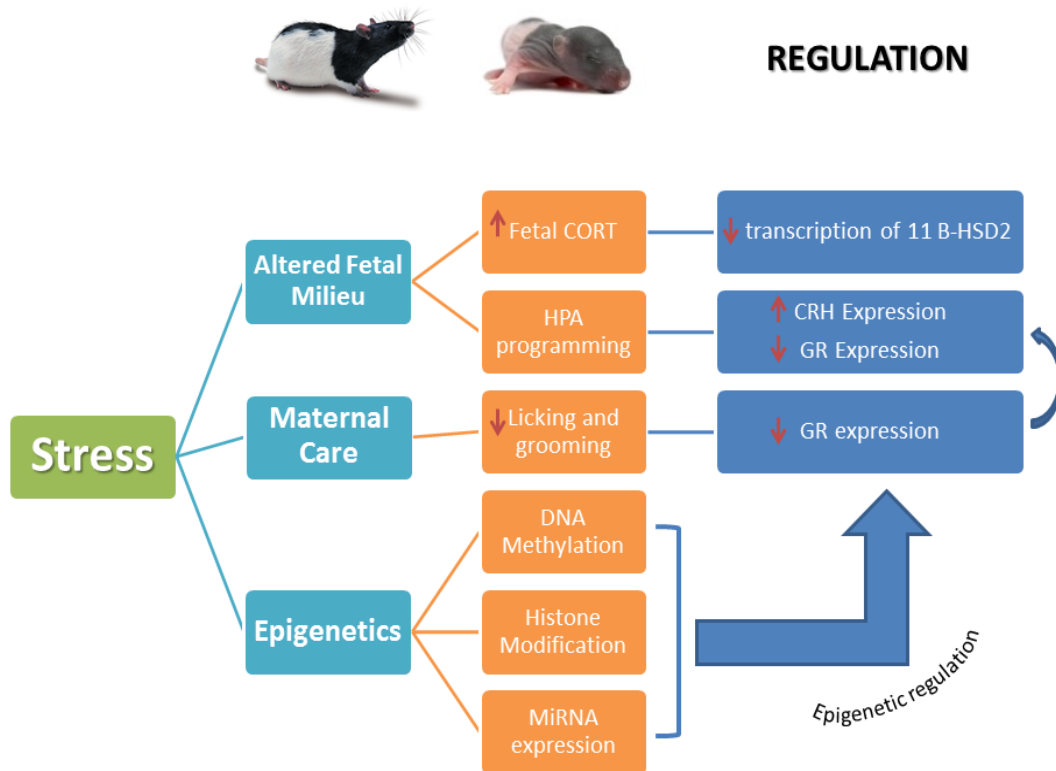 REGULATION
↑ Fetal CORT
↓ transcription of 11 B-HSD2
Altered Fetal
Milieu
HPA
programming
↑ CRH Expression
↓ GR Expression
Stress
Maternal
Care
↓ Licking and
grooming
↓ GR expression
DNA
Methylation
Epigenetics
Histone
Modification
MiRNA
expression
Epigenetic regulation